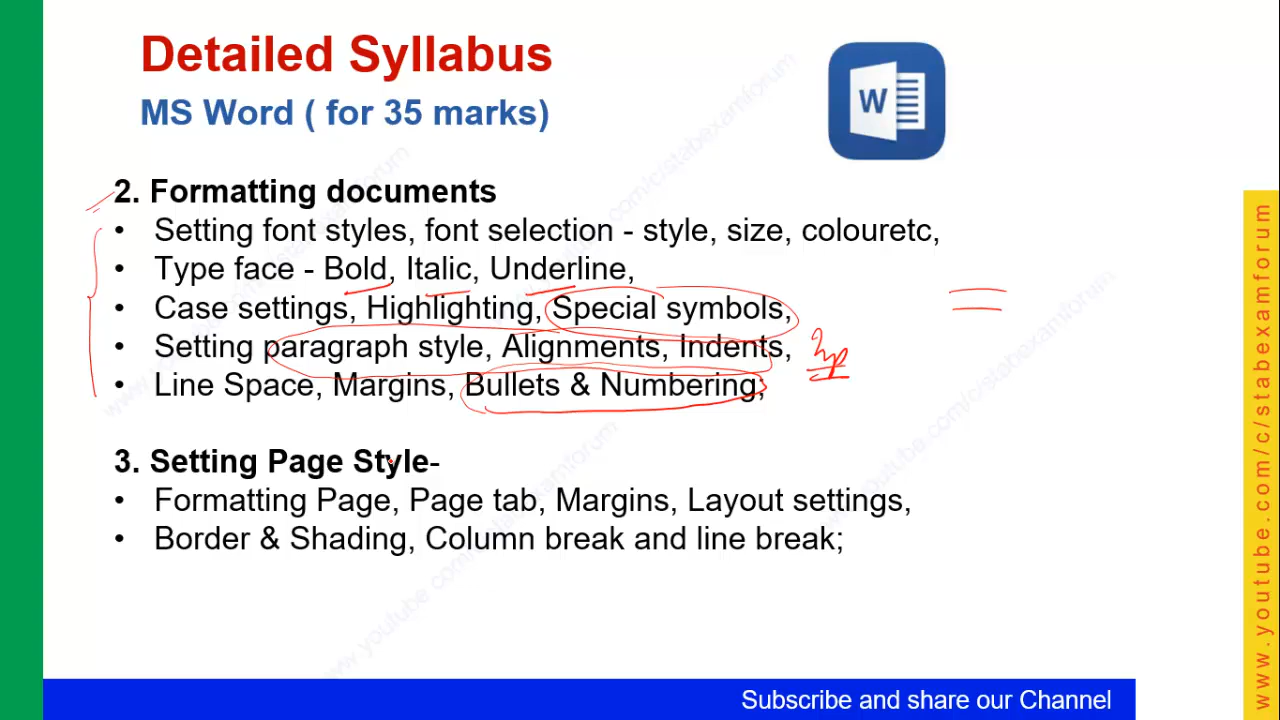 Detailed Syllabus
MS Word ( for 35 marks)
W
2. Formatting documents
• Setting font styles, font selection - style, size, colouretc,
• Type face - Bold, Italic, Underline,
• Case settings, Highlighting, Special symbols,
• Setting paragraph style, Alignments, Indents,
• Line Space, Margins, Bullets & Numbering;
3. Setting Page Style-
• Formatting Page, Page tab, Margins, Layout settings,
• Border & Shading, Column break and line break;
Subscribe and share our Channel
www.youtube.com/c/stabexamforum